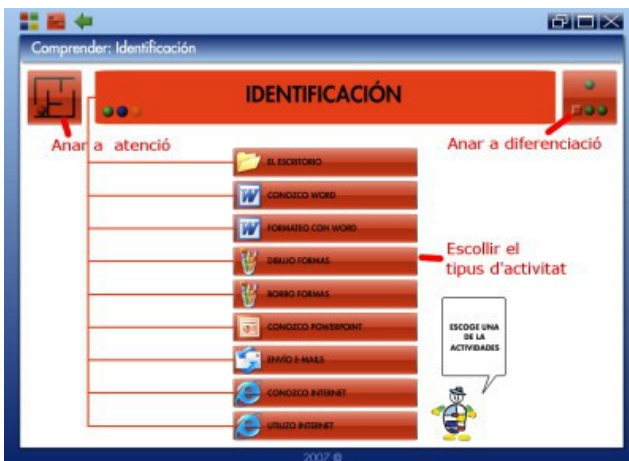 Comprender: Identificación
IDENTIFICACIÓN
Anar a atenció
Anar a diferenciació
EL ESCRITORIO
CONOZCO WORD
FORMATEO CON WORD
DIBUJO FORMAS
Escollir el
tipus d'activitat
BORRO FORMAS
CONOZCO POWERPOINT
ESCOGE UNA
DE LA
ACTIVIDADES
ENVÍO E-MAILS
CONOZCO INTERNET
UTILIZO INTERNET
2007 ©